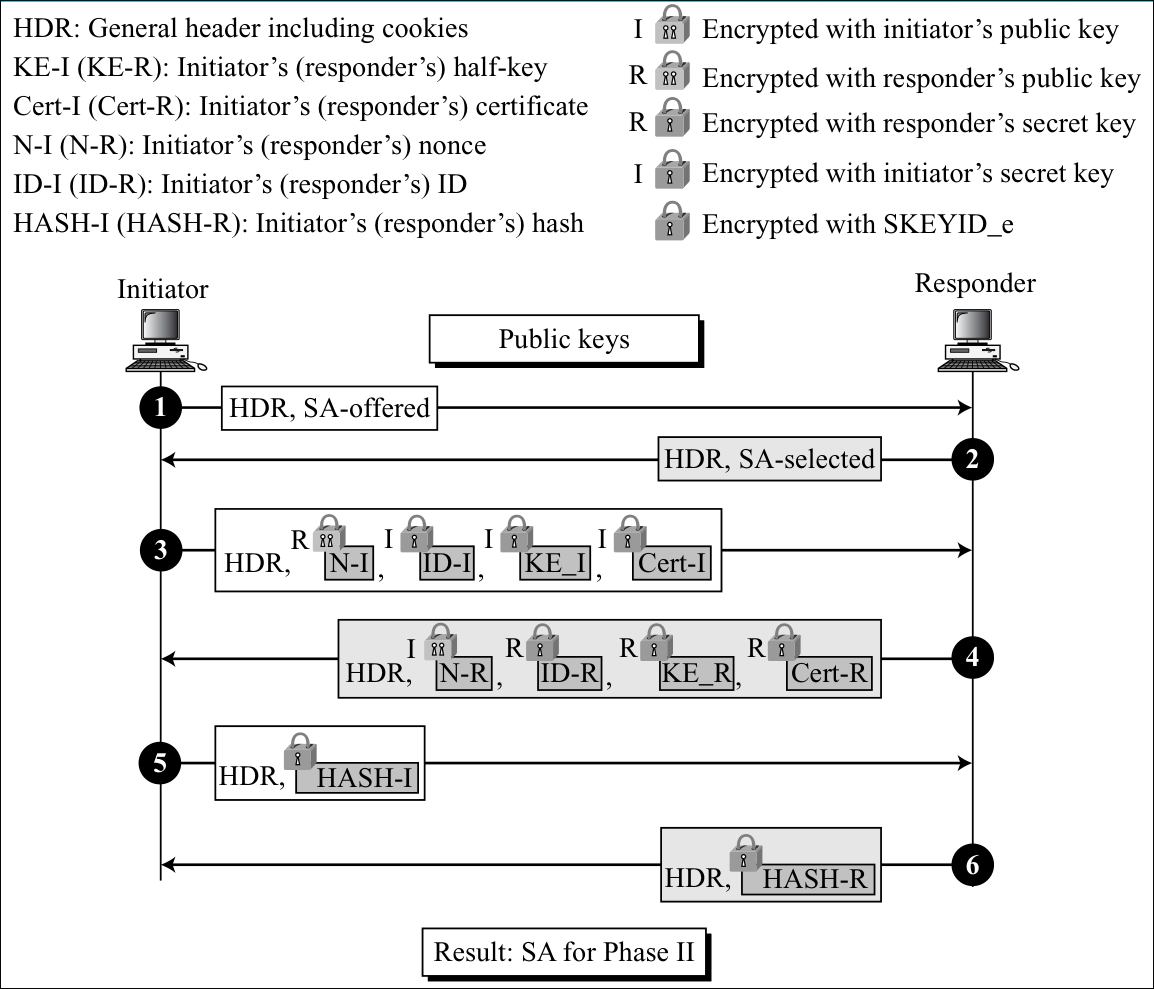 HDR: General header including cookies
KE-I (KE-R): Initiator’s (responder’s) half-key
Cert-I (Cert-R): Initiator’s (responder’s) certificate
N-I (N-R): Initiator’s (responder’s) nonce
ID-I (ID-R): Initiator’s (responder’s) ID
HASH-I (HASH-R): Initiator’s (responder’s) hash
I Encrypted with initiator’s public key
R Encrypted with responder’s public key
R Encrypted with responder’s secret key
I Encrypted with initiator’s secret key
Encrypted with SKEYID_e
Initiator
Responder
Public keys
1 HDR, SA-offered
HDR, SA-selected 2
3 HDR, R N-I, I ID-I, I KE_I, I Cert-I
HDR, I N-R, R ID-R, R KE_R, R Cert-R 4
5 HDR, HASH-I
HDR, HASH-R 6
Result: SA for Phase II